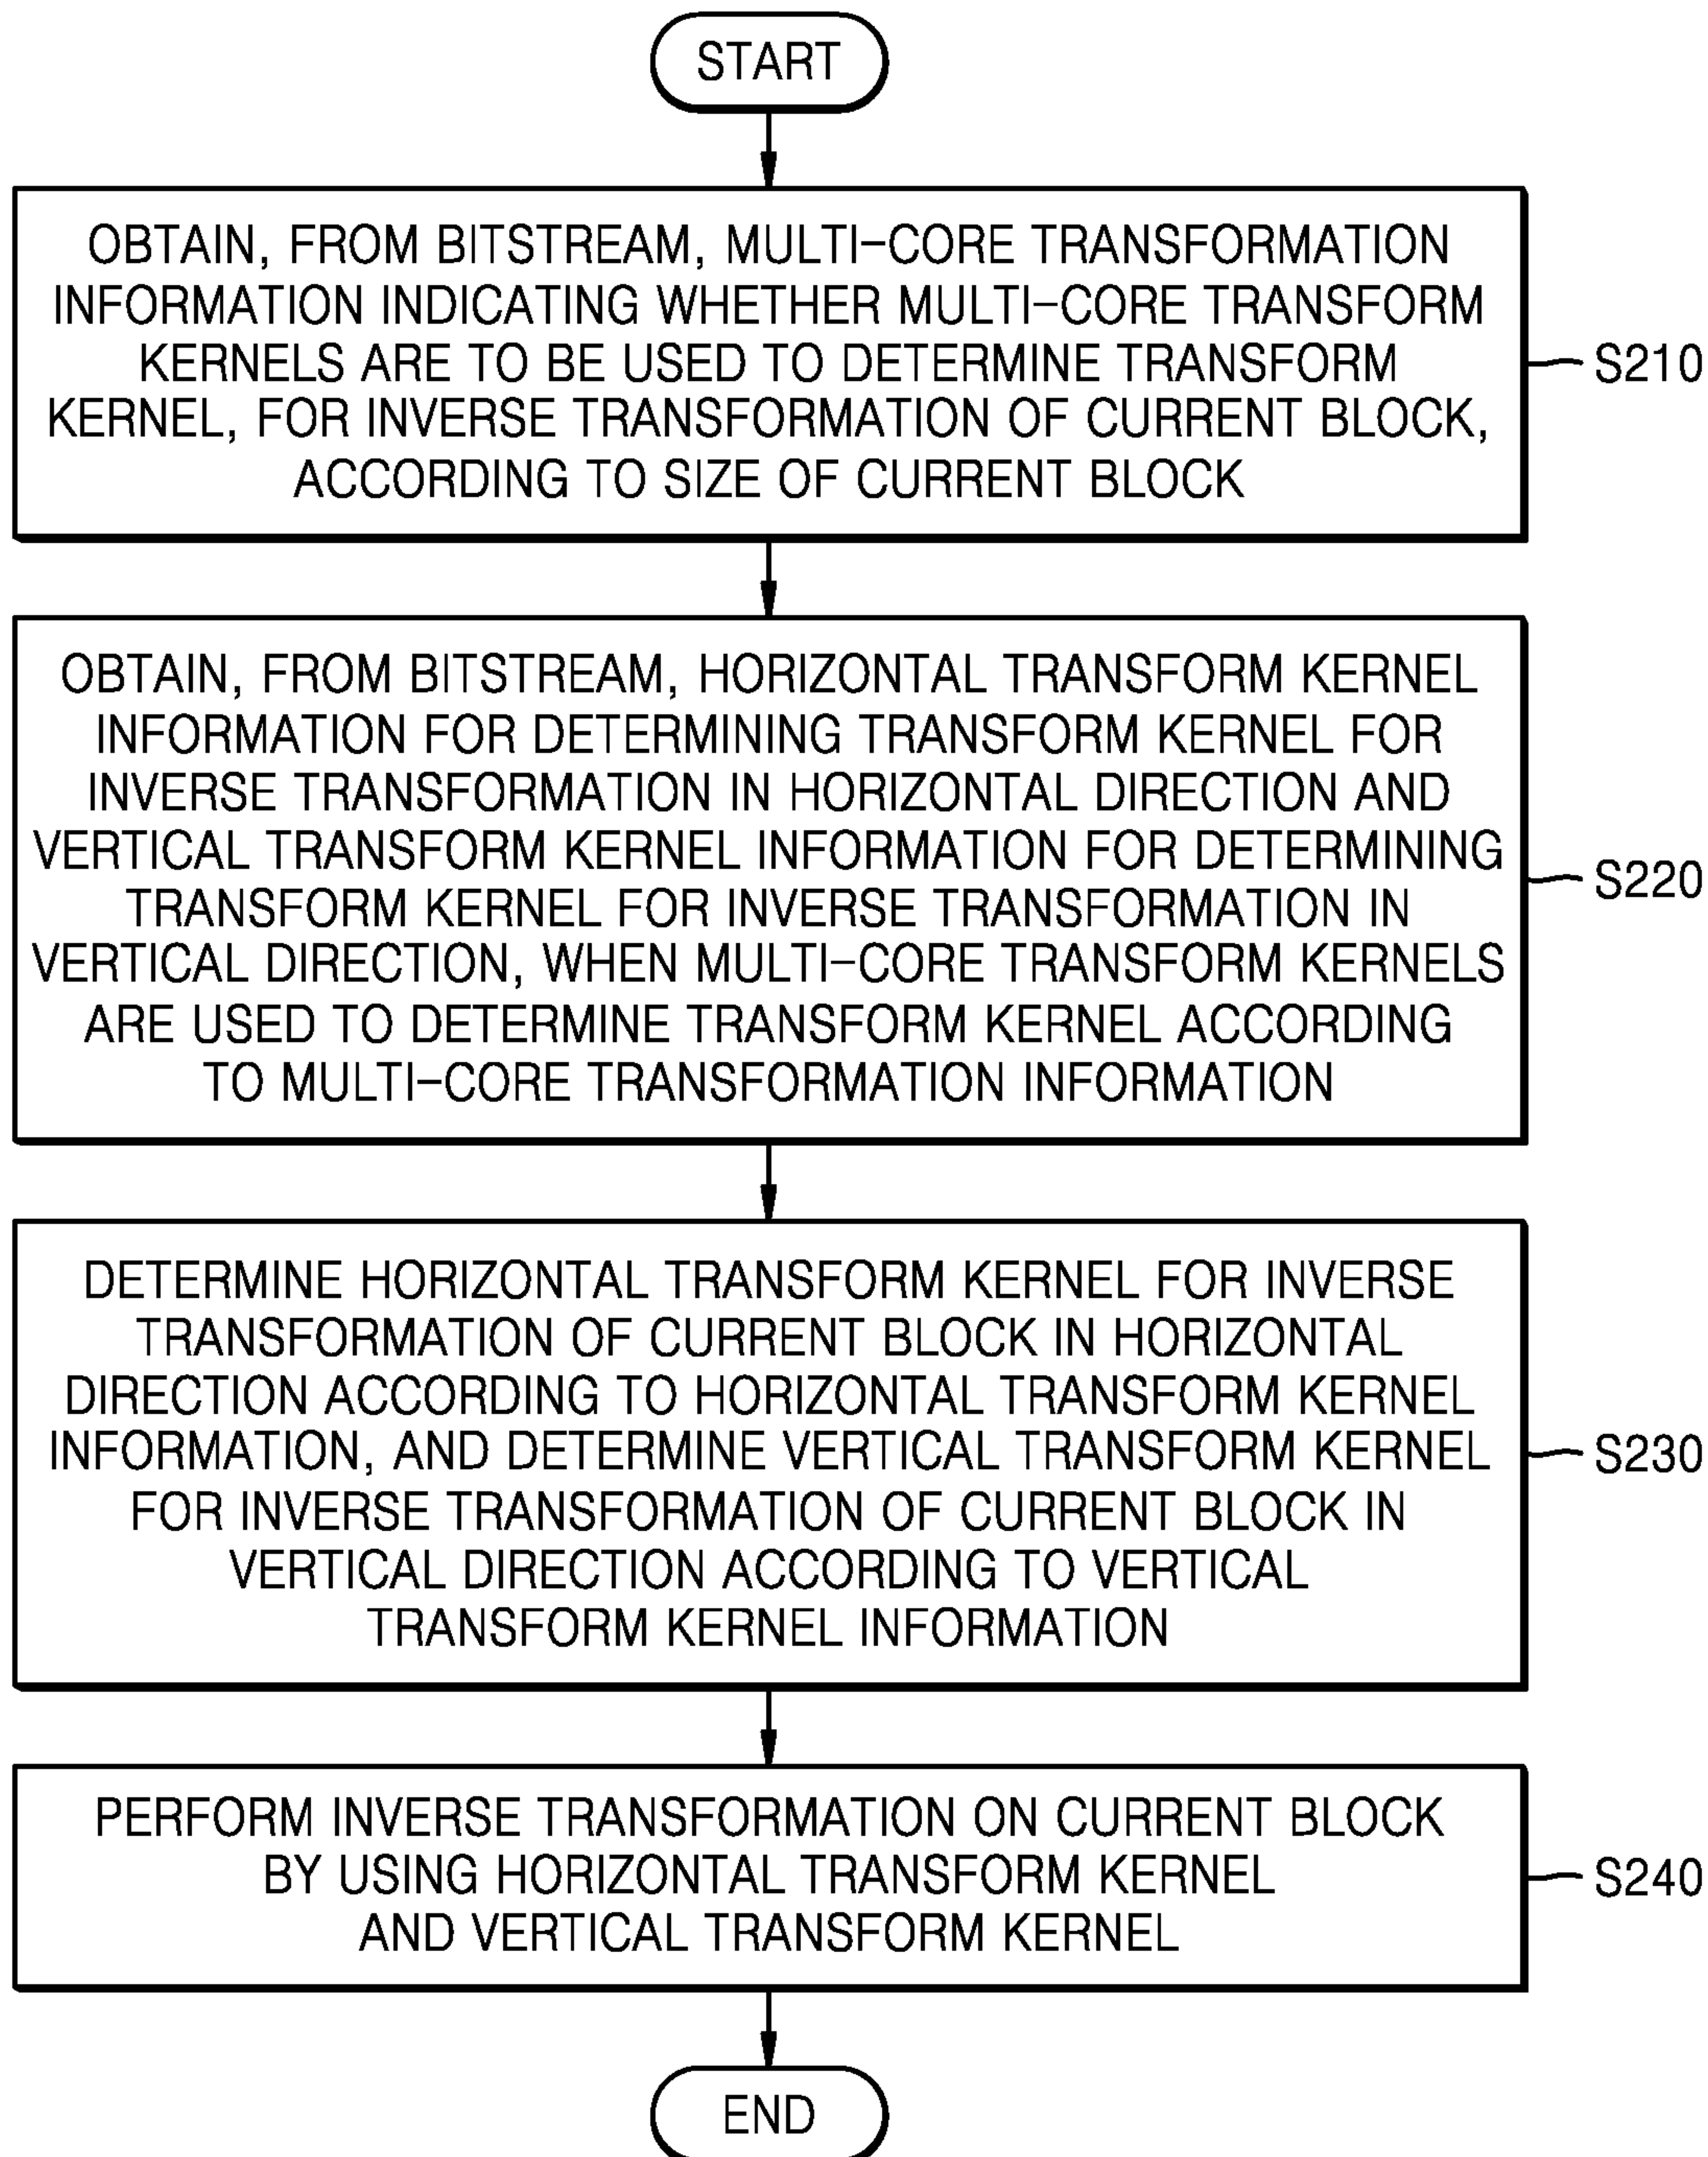 START
OBTAIN, FROM BITSTREAM, MULTI-CORE TRANSFORMATION
INFORMATION INDICATING WHETHER MULTI-CORE TRANSFORM
KERNELS ARE TO BE USED TO DETERMINE TRANSFORM
KERNEL, FOR INVERSE TRANSFORMATION OF CURRENT BLOCK,
ACCORDING TO SIZE OF CURRENT BLOCK
S210
OBTAIN, FROM BITSTREAM, HORIZONTAL TRANSFORM KERNEL
INFORMATION FOR DETERMINING TRANSFORM KERNEL FOR
INVERSE TRANSFORMATION IN HORIZONTAL DIRECTION AND
VERTICAL TRANSFORM KERNEL INFORMATION FOR DETERMINING
TRANSFORM KERNEL FOR INVERSE TRANSFORMATION IN
VERTICAL DIRECTION, WHEN MULTI-CORE TRANSFORM KERNELS
ARE USED TO DETERMINE TRANSFORM KERNEL ACCORDING
TO MULTI-CORE TRANSFORMATION INFORMATION
S220
DETERMINE HORIZONTAL TRANSFORM KERNEL FOR INVERSE
TRANSFORMATION OF CURRENT BLOCK IN HORIZONTAL
DIRECTION ACCORDING TO HORIZONTAL TRANSFORM KERNEL
INFORMATION, AND DETERMINE VERTICAL TRANSFORM KERNEL
FOR INVERSE TRANSFORMATION OF CURRENT BLOCK IN
VERTICAL DIRECTION ACCORDING TO VERTICAL
TRANSFORM KERNEL INFORMATION
S230
PERFORM INVERSE TRANSFORMATION ON CURRENT BLOCK
BY USING HORIZONTAL TRANSFORM KERNEL
AND VERTICAL TRANSFORM KERNEL
S240
END